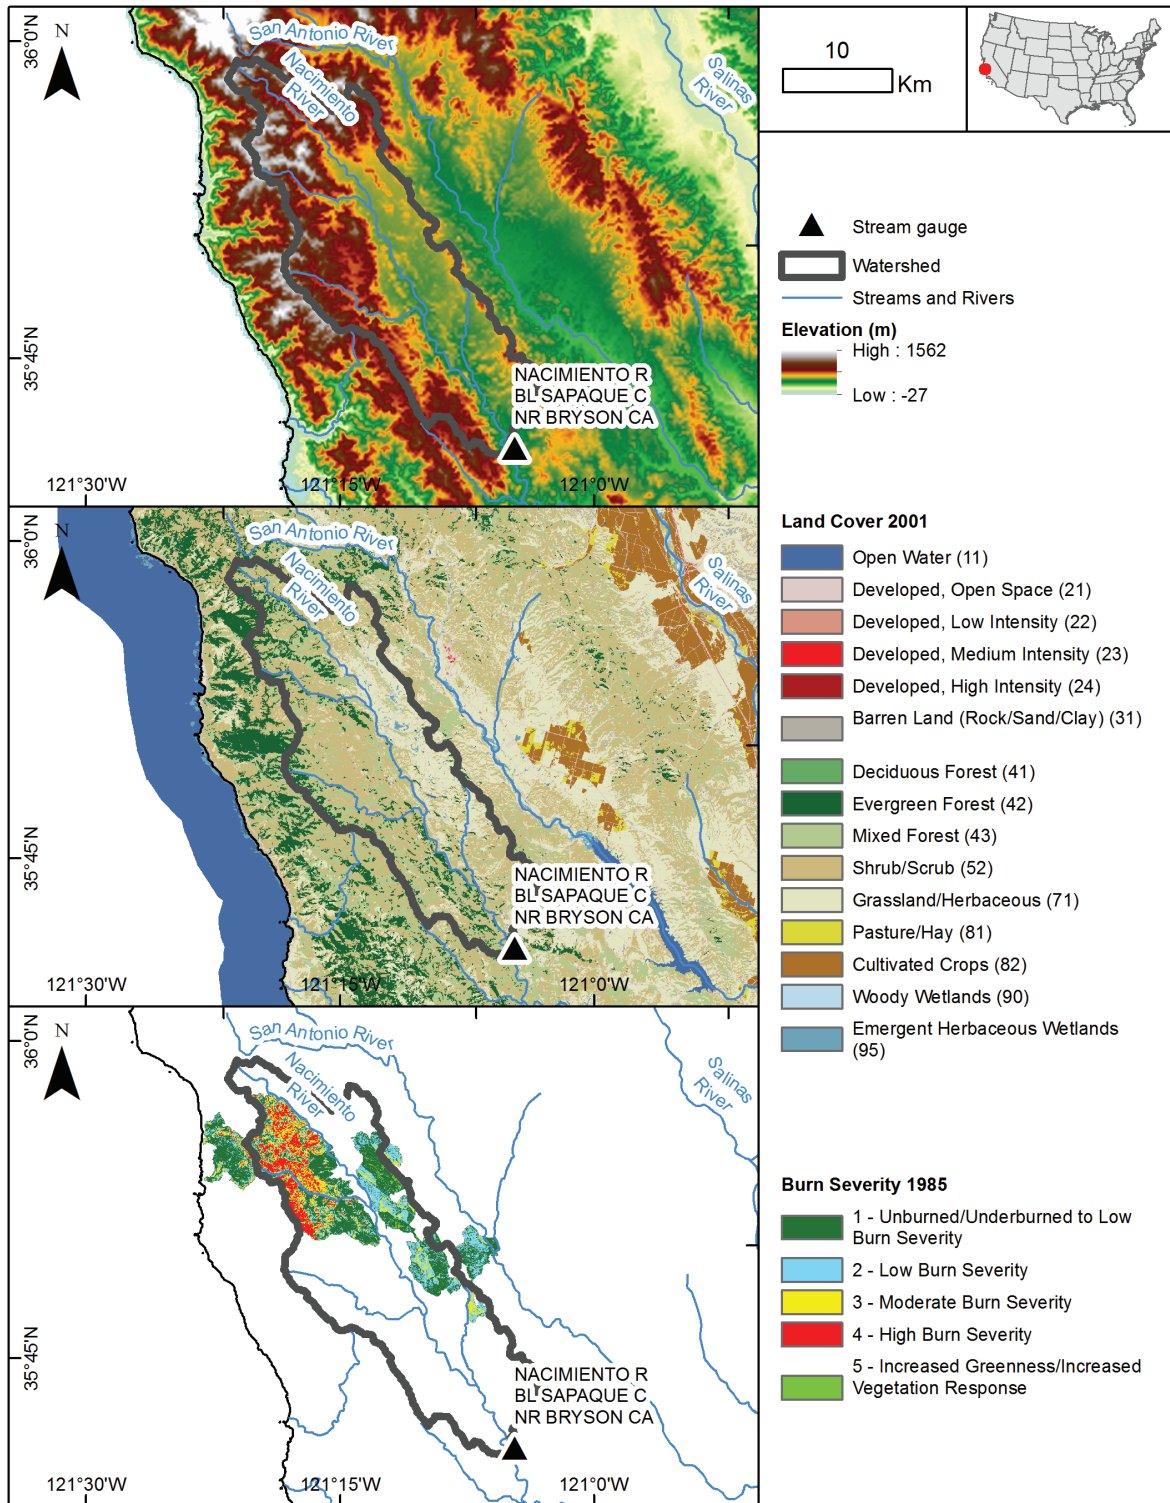 36°0'N
N
San Antonio River
Nacimiento
River
Salinas
River
35°45'N
NACIMIENTO R
BL SAPAQUE C
NR BRYSON CA
121°30'W
121°15'W
121°0'W
10
Km
Stream gauge
Watershed
Streams and Rivers
Elevation (m)
High : 1562
Low : -27
36°0'N
N
San Antonio River
Nacimiento
River
Salinas
River
35°45'N
NACIMIENTO R
BL SAPAQUE C
NR BRYSON CA
121°30'W
121°15'W
121°0'W
Land Cover 2001
Open Water (11)
Developed, Open Space (21)
Developed, Low Intensity (22)
Developed, Medium Intensity (23)
Developed, High Intensity (24)
Barren Land (Rock/Sand/Clay) (31)
Deciduous Forest (41)
Evergreen Forest (42)
Mixed Forest (43)
Shrub/Scrub (52)
Grassland/Herbaceous (71)
Pasture/Hay (81)
Cultivated Crops (82)
Woody Wetlands (90)
Emergent Herbaceous Wetlands
(95)
36°0'N
N
San Antonio River
Nacimiento
River
Salinas
River
35°45'N
NACIMIENTO R
BL SAPAQUE C
NR BRYSON CA
121°30'W
121°15'W
121°0'W
Burn Severity 1985
1 - Unburned/Underburned to Low
Burn Severity
2 - Low Burn Severity
3 - Moderate Burn Severity
4 - High Burn Severity
5 - Increased Greenness/Increased
Vegetation Response